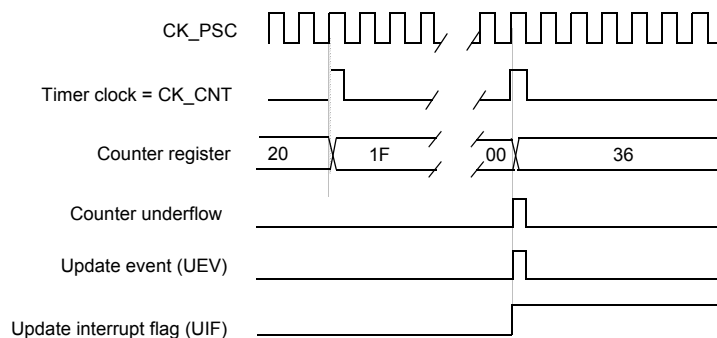 CK_PSC
Timer clock = CK_CNT
Counter register 20 1F 00 36
Counter underflow
Update event (UEV)
Update interrupt flag (UIF)